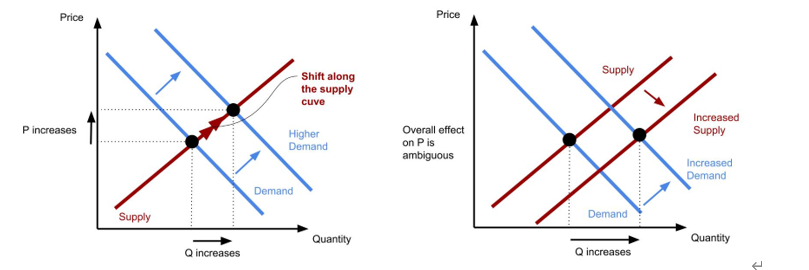 Price
Shift along
the supply
cuve
P increases
Higher
Demand
Demand
Supply
Quantity
Q increases
Price
Supply
Increased
Supply
Overall effect
on P is
ambiguous
Increased
Demand
Demand
Quantity
Q increases